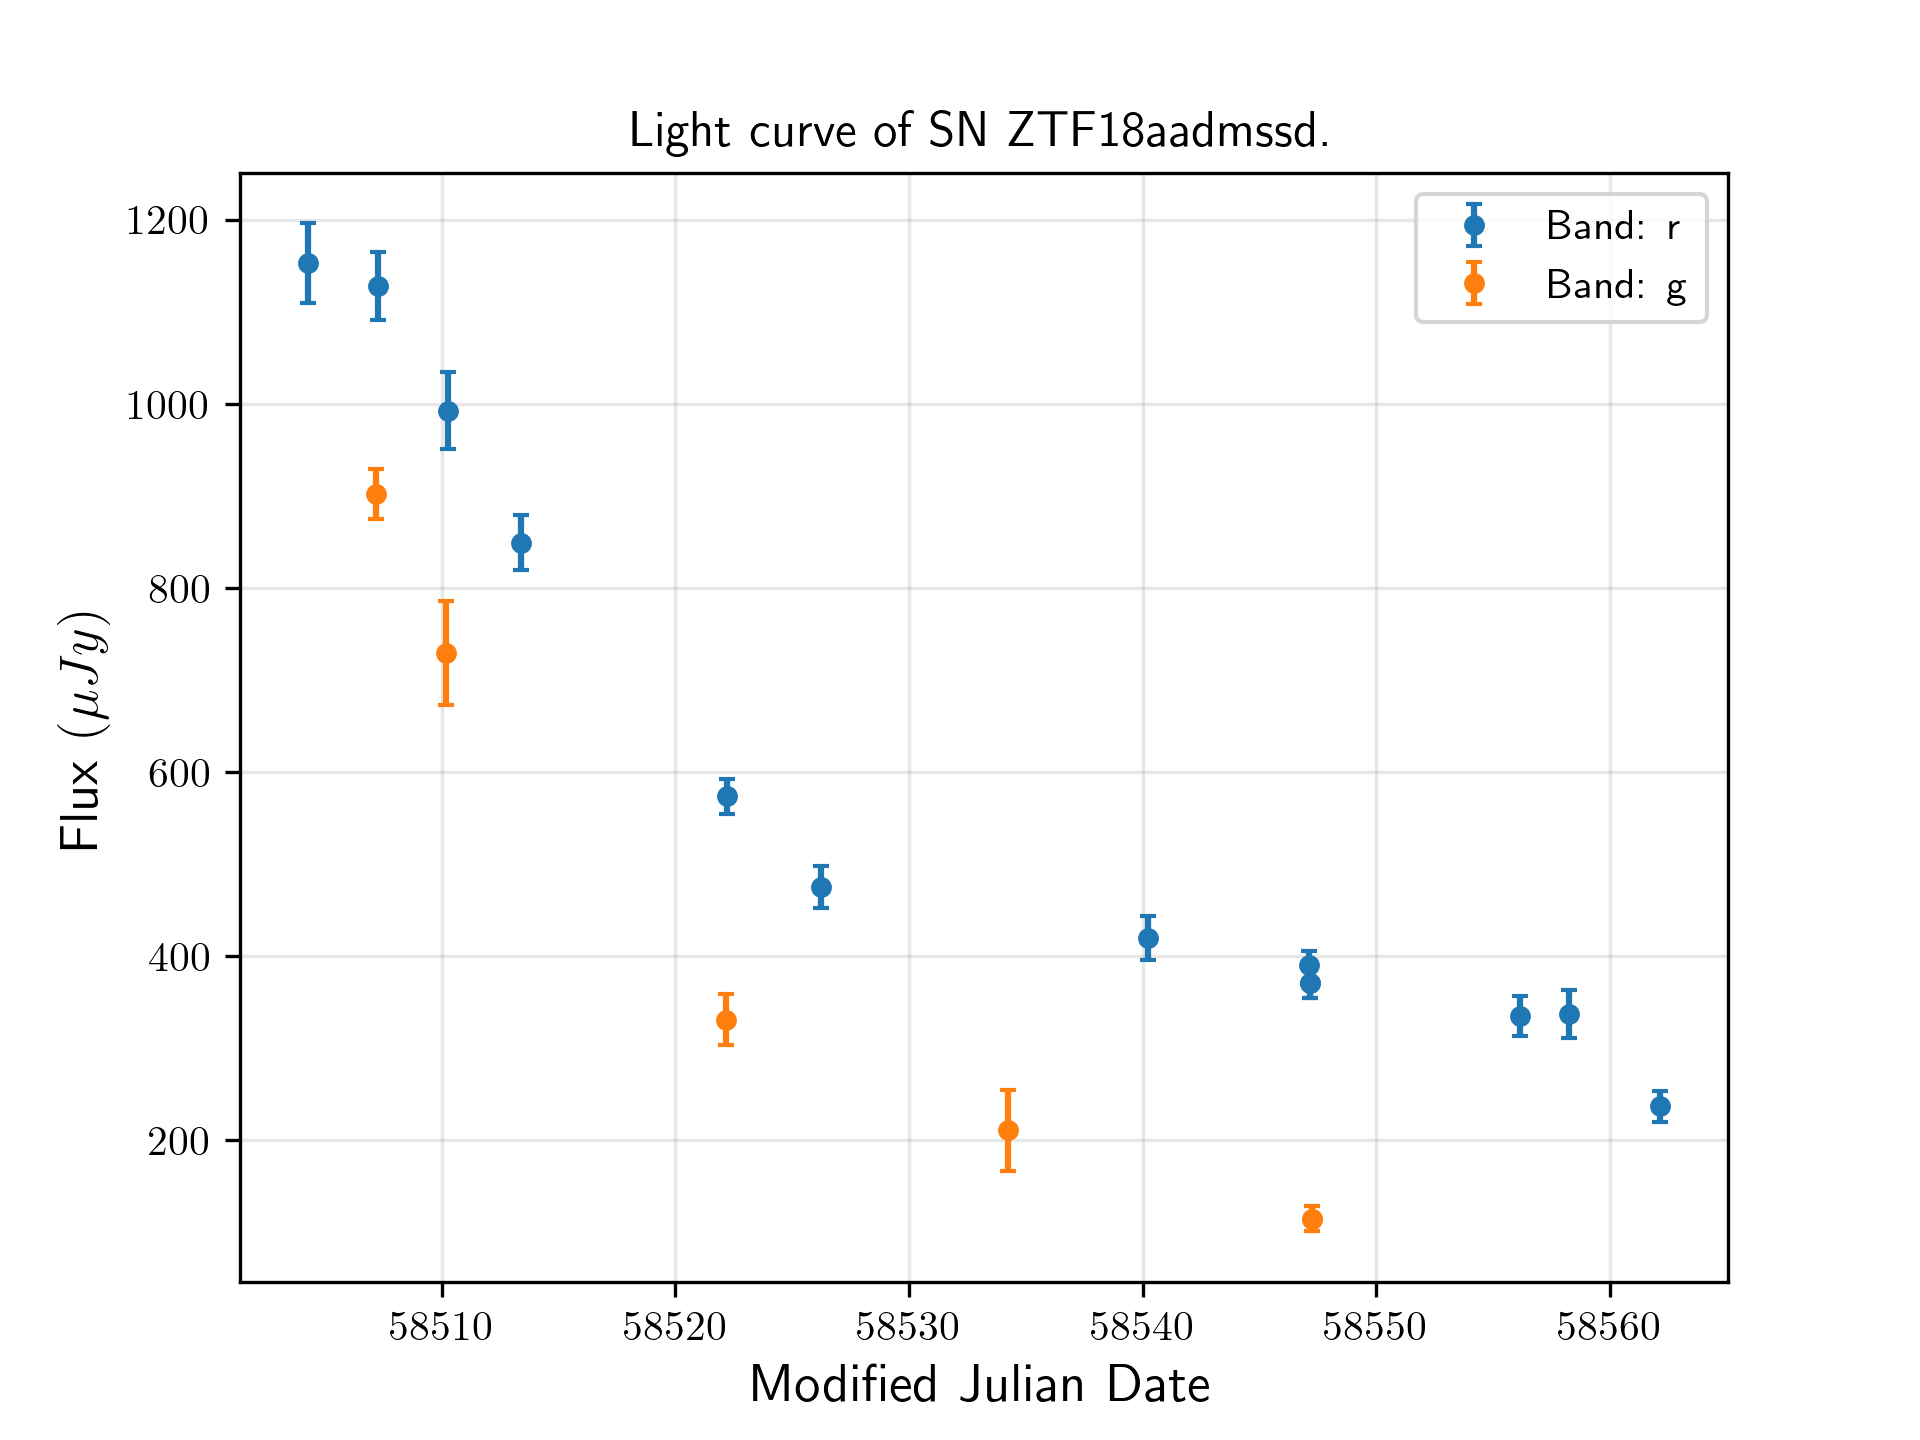 Light curve of SN ZTF18aadmssd.
Band: r
Band: g
1200
1000
800
600
400
200
Flux (μJy)
58510 58520 58530 58540 58550 58560
Modified Julian Date